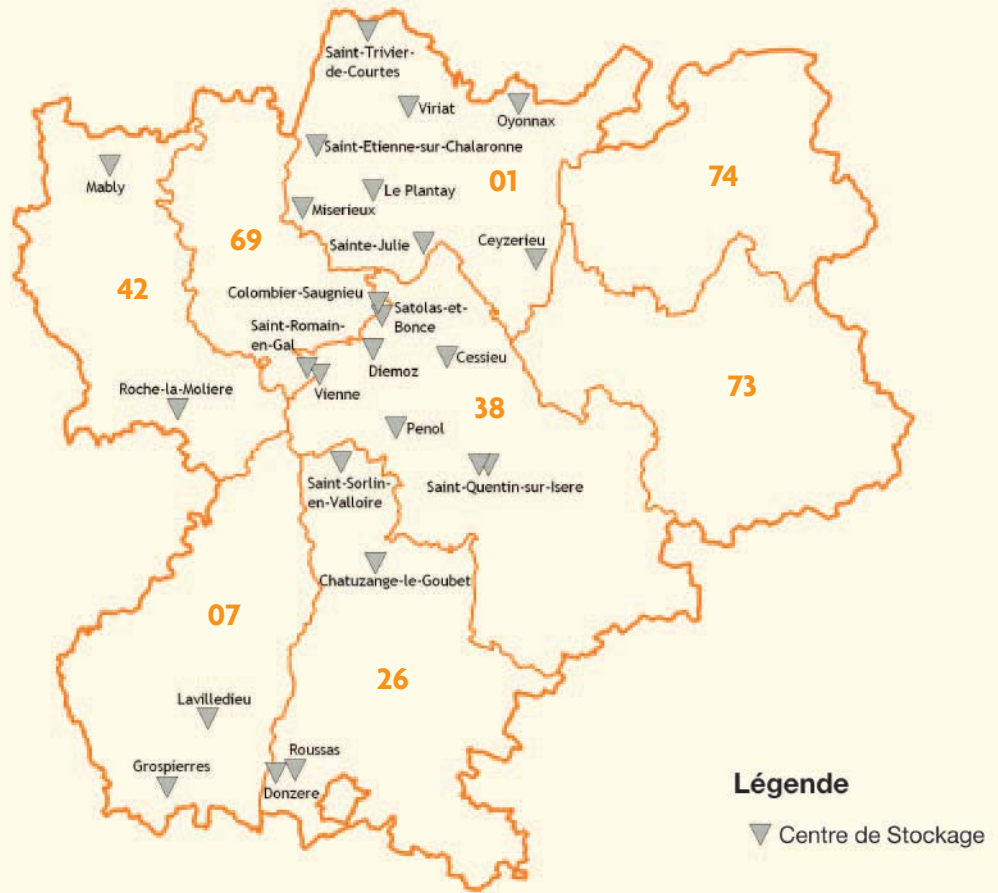 Saint-Trivier-
de-Courtes
Viriat
Oyonnax
Saint-Etienne-sur-Chalaronne
Mably
Le Plantay
01
74
Miserieux
69
Sainte-Julie
Ceyzerieu
42
Colombier-Saugnieu
Satolas-et-
Bonce
Saint-Romain-
en-Gal
Diemoz
Cessieu
Vienne
Roche-la-Moliere
73
38
Penol
Saint-Sorlin-
en-Valloire
Saint-Quentin-sur-Isere
Chatuzange-le-Goubet
07
26
Lavilledieu
Roussas
Grospierres
Donzere
Légende
Centre de Stockage